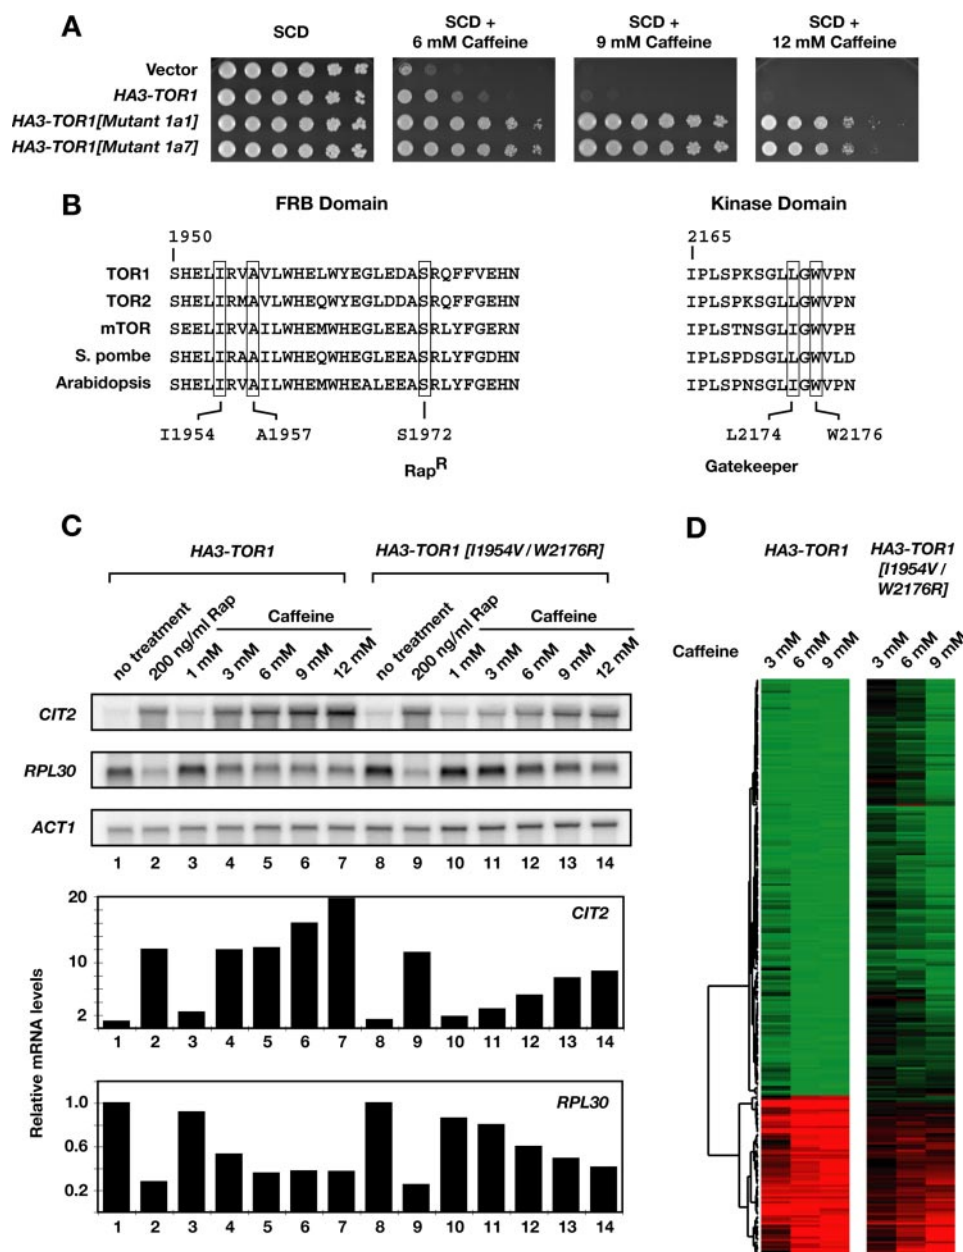 A
SCD
SCD +
6 mM Caffeine
SCD +
9 mM Caffeine
SCD +
12 mM Caffeine
Vector
HA3-TOR1
HA3-TOR1[Mutant 1a1]
HA3-TOR1[Mutant 1a7]
B
FRB Domain
Kinase Domain
1950
2165
TOR1 SHELIRVAVLWHELWYEGLEDASRQFFVEHN IPLSPKSGLLGWVPN
TOR2 SHELIRMAVLWHEQWYEGLDDASRQFFGEHN IPLSPKSGLLGWVPN
mTOR SEELIRVAILWHEMWHEGLEEASRLYFGERN IPLSTNSGLIGWVPH
S. pombe SHELIRAAILWHEQWHEGLEEASRLYFGDHN IPLSPDSGLLGWVLD
Arabidopsis SHELIRVAILWHEMWHEALEEASRLYFGEHN IPLSPNSGLIGWVPN
I1954 A1957 S1972 L2174 W2176
Rap^R Gatekeeper
C
HA3-TOR1
HA3-TOR1 [I1954V / W2176R]
Caffeine Caffeine
no treatment 200 ng/ml Rap 1 mM 3 mM 6 mM 9 mM 12 mM no treatment 200 ng/ml Rap 1 mM 3 mM 6 mM 9 mM 12 mM
CIT2
RPL30
ACT1
1 2 3 4 5 6 7 8 9 10 11 12 13 14
Relative mRNA levels
20
10
2
CIT2
1 2 3 4 5 6 7 8 9 10 11 12 13 14
1.0
0.6
0.2
RPL30
1 2 3 4 5 6 7 8 9 10 11 12 13 14
D
HA3-TOR1
HA3-TOR1
[I1954V /
W2176R]
Caffeine
3 mM 6 mM 9 mM 3 mM 6 mM 9 mM